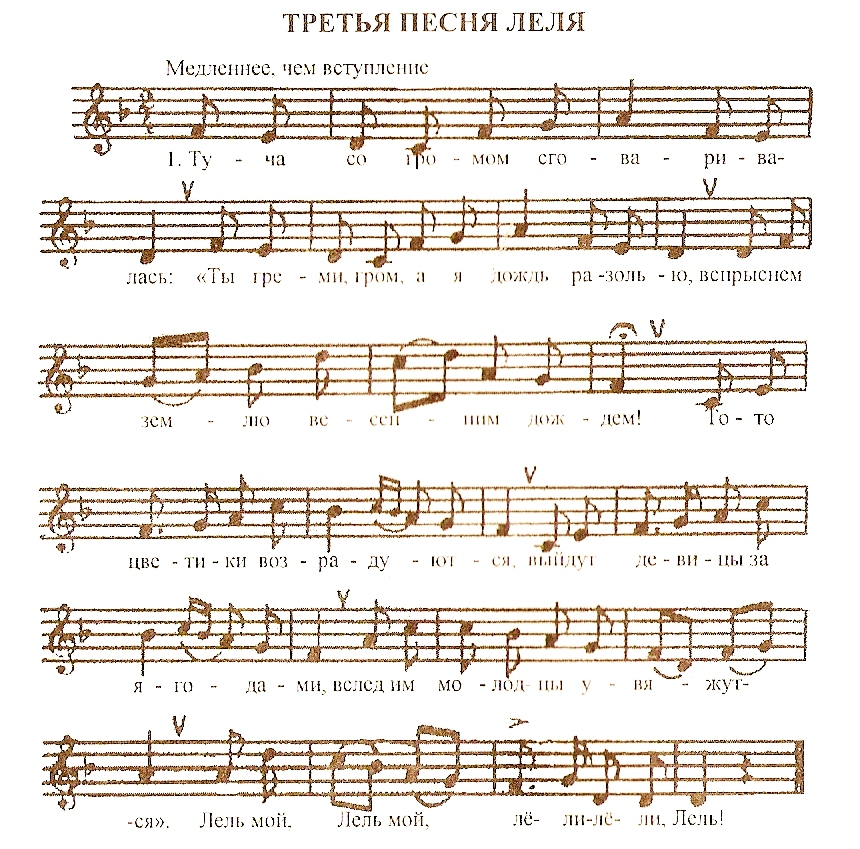 ТРЕТЬЯ ПЕСНЯ ЛЕЛЯ
Медленнее, чем вступление
1. Ту - ча со гро - мом сго - ва - ри - ва-
лась: «Ты гре - ми, гром, а я дождь ра - золь - ю, вспрыснем
зем - лю ве - сен - ним дож - дем! То - то
цве - ти - ки воз - ра - ду - ют - ся, выйдут де - ви - цы за
я - го - да - ми, вслед им мо - лод- цы у - вя - жут-
-ся». Лель мой, Лель мой, лё- ли-лё- ли, Лель!